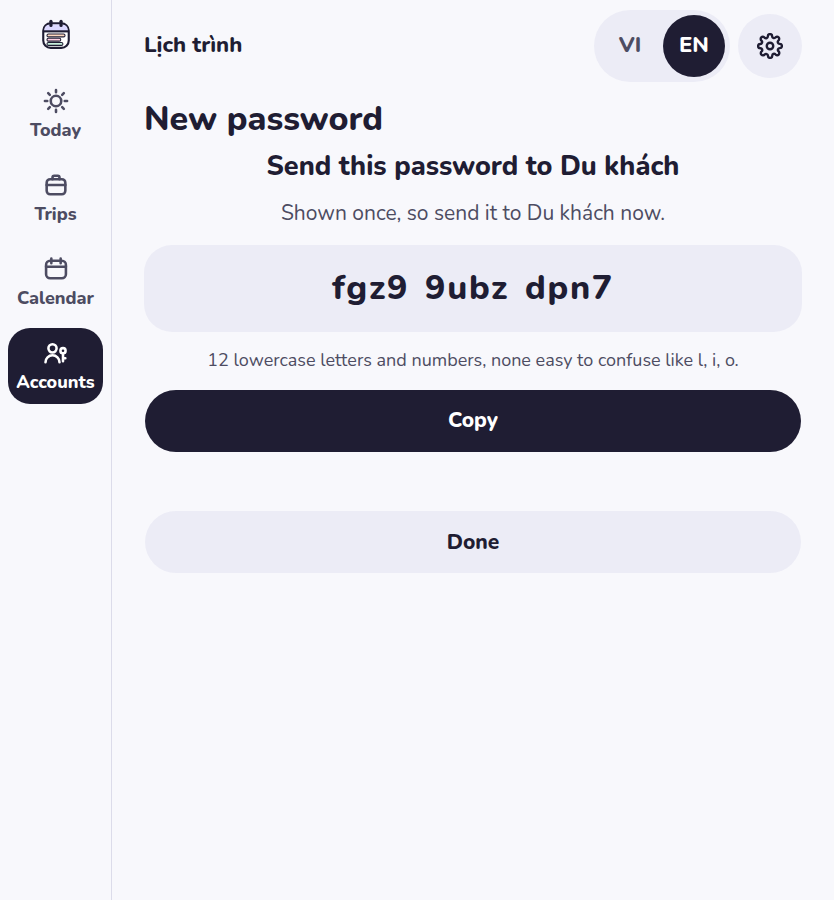 Lịch trình
VI
EN
Today
Trips
Calendar
Accounts
New password
Send this password to Du khách
Shown once, so send it to Du khách now.
fgz9 9ubz dpn7
12 lowercase letters and numbers, none easy to confuse like l, i, o.
Copy
Done